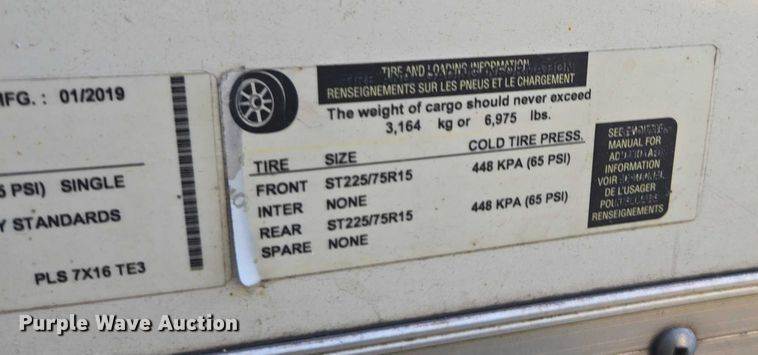 MFG. : 01/2019
5 PSI) SINGLE
Y STANDARDS
PLS 7X16 TE3
TIRE AND LOADING INFORMATION
RENSEIGNEMENTS SUR LES PNEUS ET LE CHARGEMENT
The weight of cargo should never exceed
3,164 kg or 6,975 lbs.
TIRE SIZE COLD TIRE PRESS.
FRONT ST225/75R15 448 KPA (65 PSI)
INTER NONE
REAR ST225/75R15 448 KPA (65 PSI)
SPARE NONE
SEE
MANUAL FOR
INFORMATION
VOIR
DE L'USAGER
POUR
RENSEIGNEMENTS
Purple Wave Auction